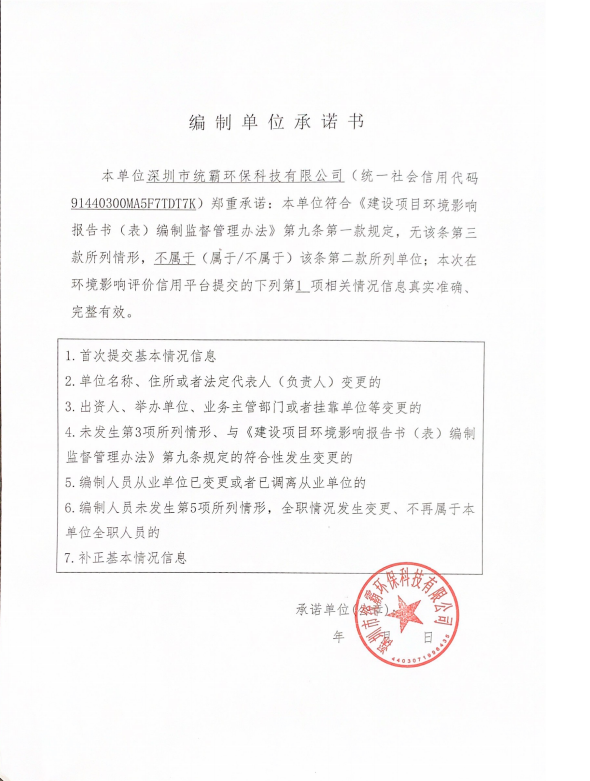 编制单位承诺书
本单位深圳市统霸环保科技有限公司（统一社会信用代码
91440300MA5F7TDT7K）郑重承诺：本单位符合《建设项目环境影响
报告书（表）编制监督管理办法》第九条第一款规定，无该条第三
款所列情形，不属于（属于/不属于）该条第二款所列单位；本次在
环境影响评价信用平台提交的下列第1 项相关情况信息真实准确、
完整有效。
1.首次提交基本情况信息
2.单位名称、住所或者法定代表人（负责人）变更的
3.出资人、举办单位、业务主管部门或者挂靠单位等变更的
4.未发生第3项所列情形、与《建设项目环境影响报告书（表）编制
监督管理办法》第九条规定的符合性发生变更的
5.编制人员从业单位已变更或者已调离从业单位的
6.编制人员未发生第5项所列情形，全职情况发生变更、不再属于本
单位全职人员的
7.补正基本情况信息
承诺单位(公章)
年 月 日
深圳市统霸环保科技有限公司